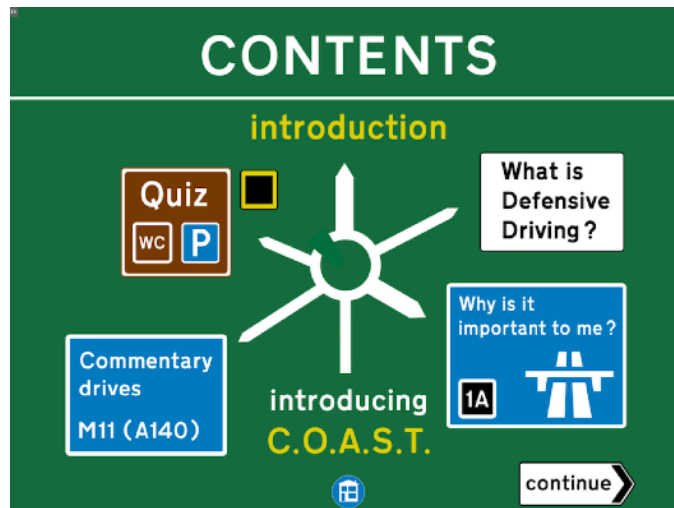 CONTENTS
introduction
Quiz
WC P
What is
Defensive
Driving ?
Why is it
important to me ?
1A
Commentary
drives
M11 (A140)
introducing
C.O.A.S.T.
continue